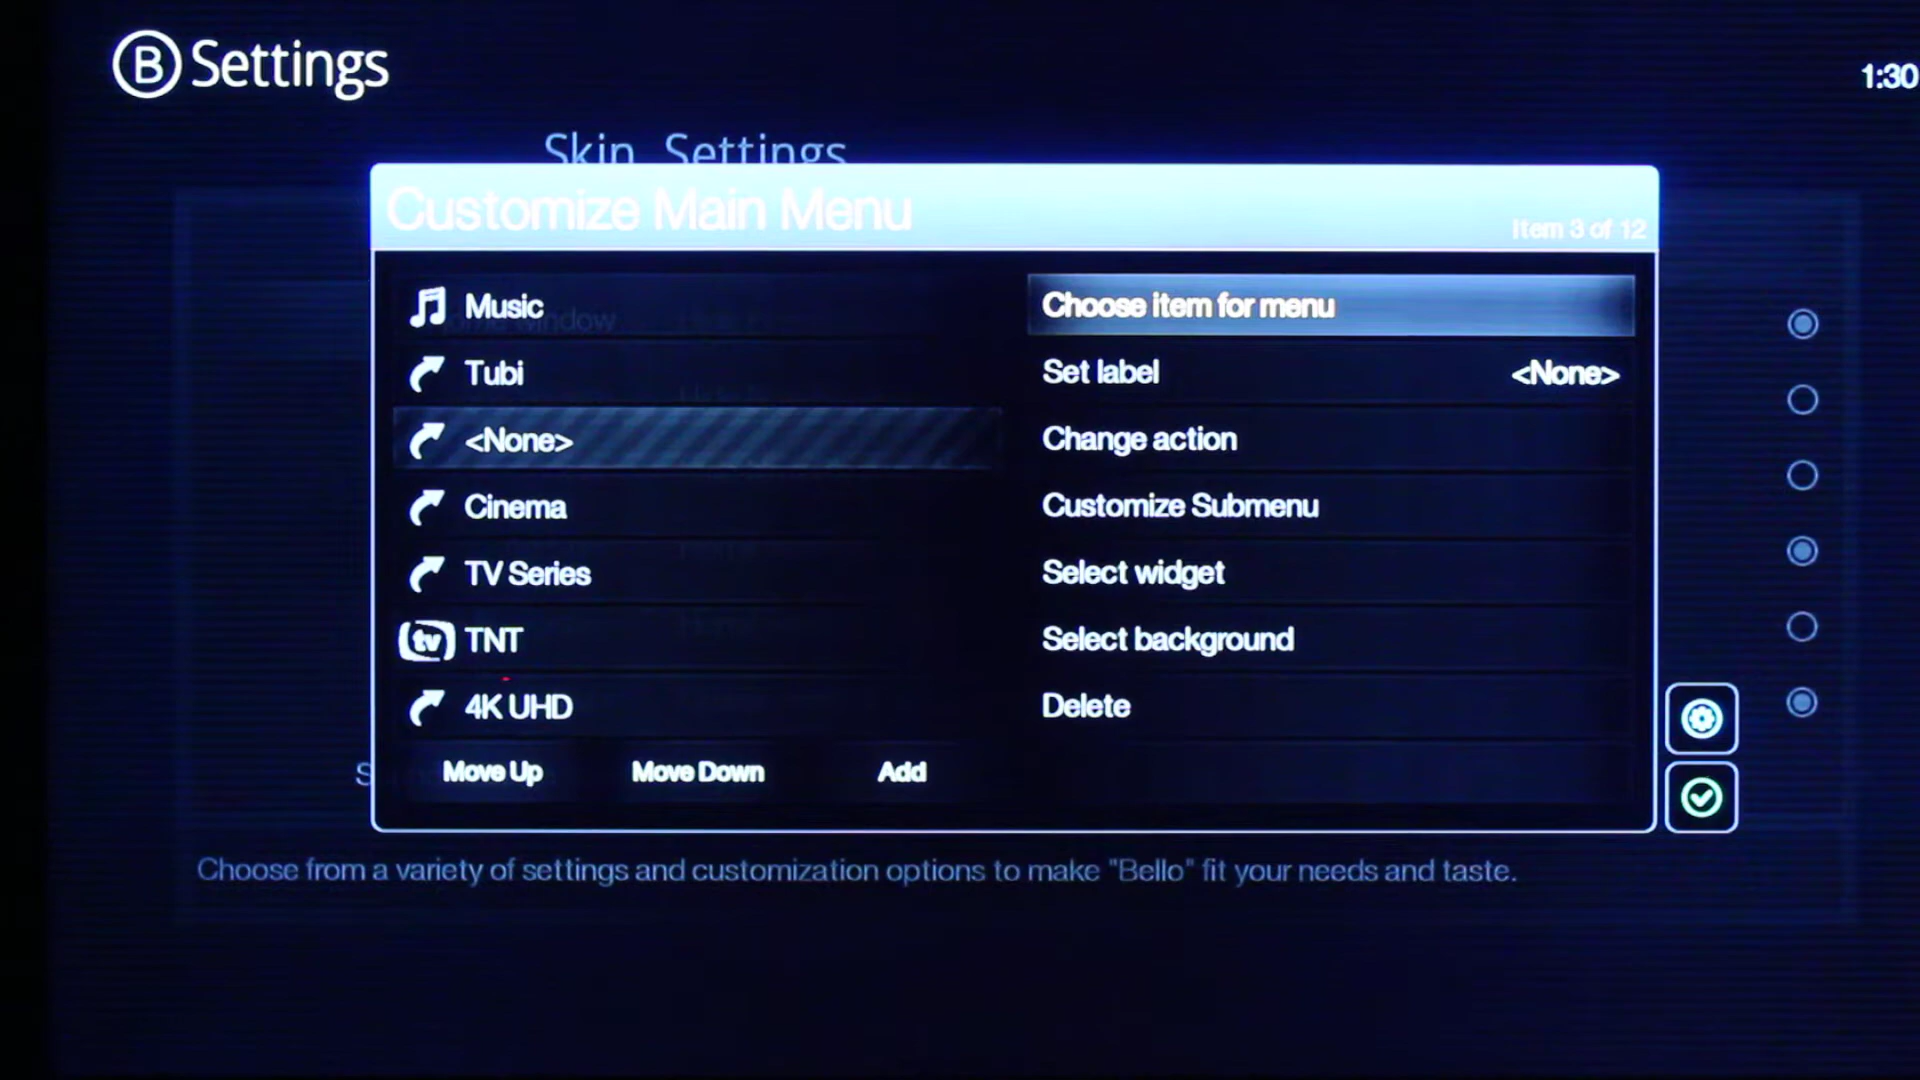 B Settings
1:30
Skin Settings
Customize Main Menu
Item 3 of 12
Music
Tubi
<None>
Cinema
TV Series
tv TNT
4K UHD
Move Up Move Down Add
Choose item for menu
Set label <None>
Change action
Customize Submenu
Select widget
Select background
Delete
Choose from a variety of settings and customization options to make "Bello" fit your needs and taste.